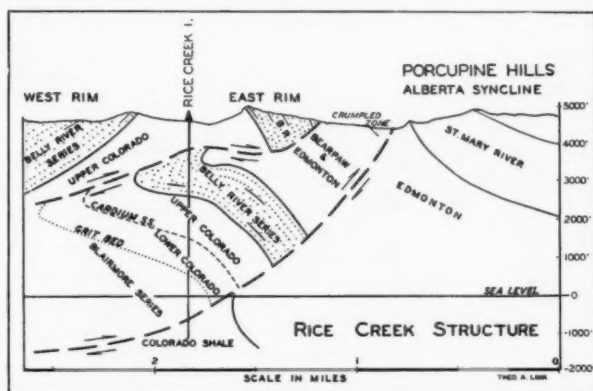 RICE CREEK 1.
PORCUPINE HILLS
ALBERTA SYNCLINE
WEST RIM
EAST RIM
CRUMPLED
ZONE
5000'
4000'
3000'
2000'
1000'
0
-1000'
-2000'
BELLY RIVER
SERIES
UPPER COLORADO
B.R.
BEARPAW
&
EDMONTON
ST. MARY RIVER
EDMONTON
BELLY RIVER SERIES
UPPER COLORADO
CARDIUM SS.
LOWER COLORADO
GRIT BED
BLAIRMORE SERIES
SEA LEVEL
COLORADO SHALE
RICE CREEK STRUCTURE
2
1
0
SCALE IN MILES
THEO. A. LINK